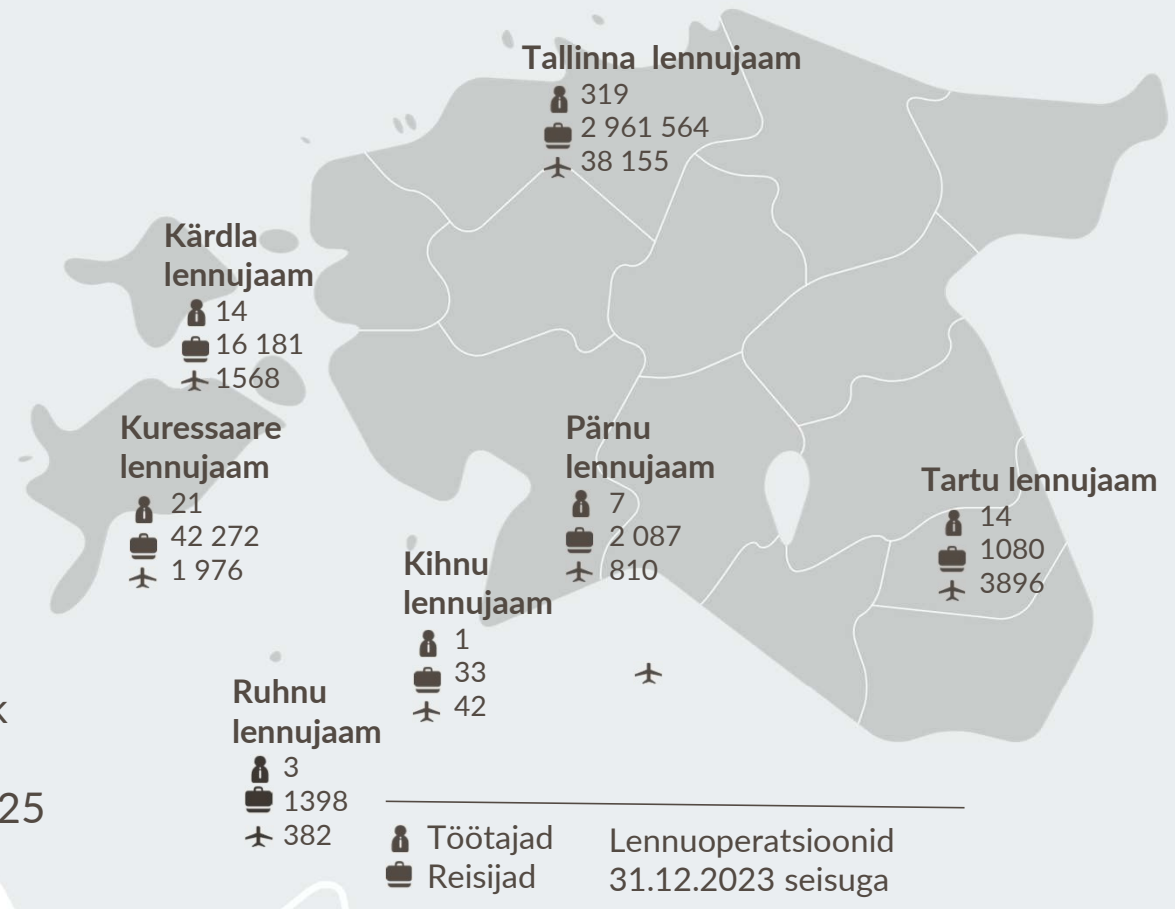 Tallinna lennujaam
319
2 961 564
38 155
Kärdla
lennujaam
14
16 181
1568
Kuressaare
lennujaam
21
42 272
1 976
Pärnu
lennujaam
7
2 087
810
Tartu lennujaam
14
1080
3896
Kihnu
lennujaam
1
33
42
Ruhnu
lennujaam
3
1398
382
25
Töötajad
Reisijad
Lennuoperatsioonid
31.12.2023 seisuga